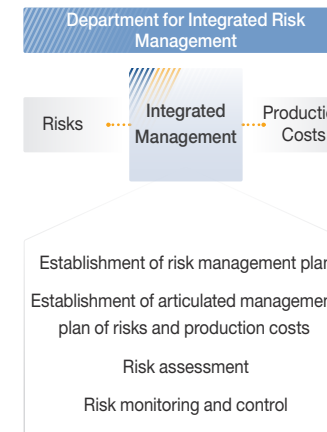 Department for Integrated Risk
Management
Risks
Integrated
Management
Productio
Costs
Establishment of risk management plan
Establishment of articulated managemen
plan of risks and production costs
Risk assessment
Risk monitoring and control